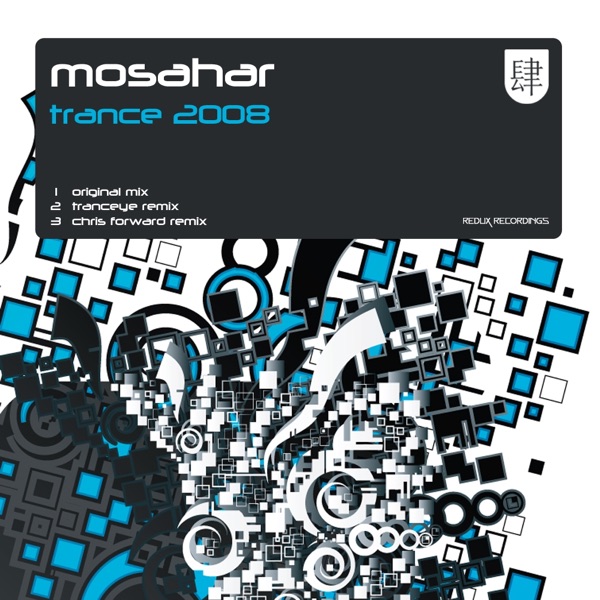 mosahar
肆
trance 2008
1 original mix
2 tranceye remix
3 chris forward remix
REDUX RECORDINGS